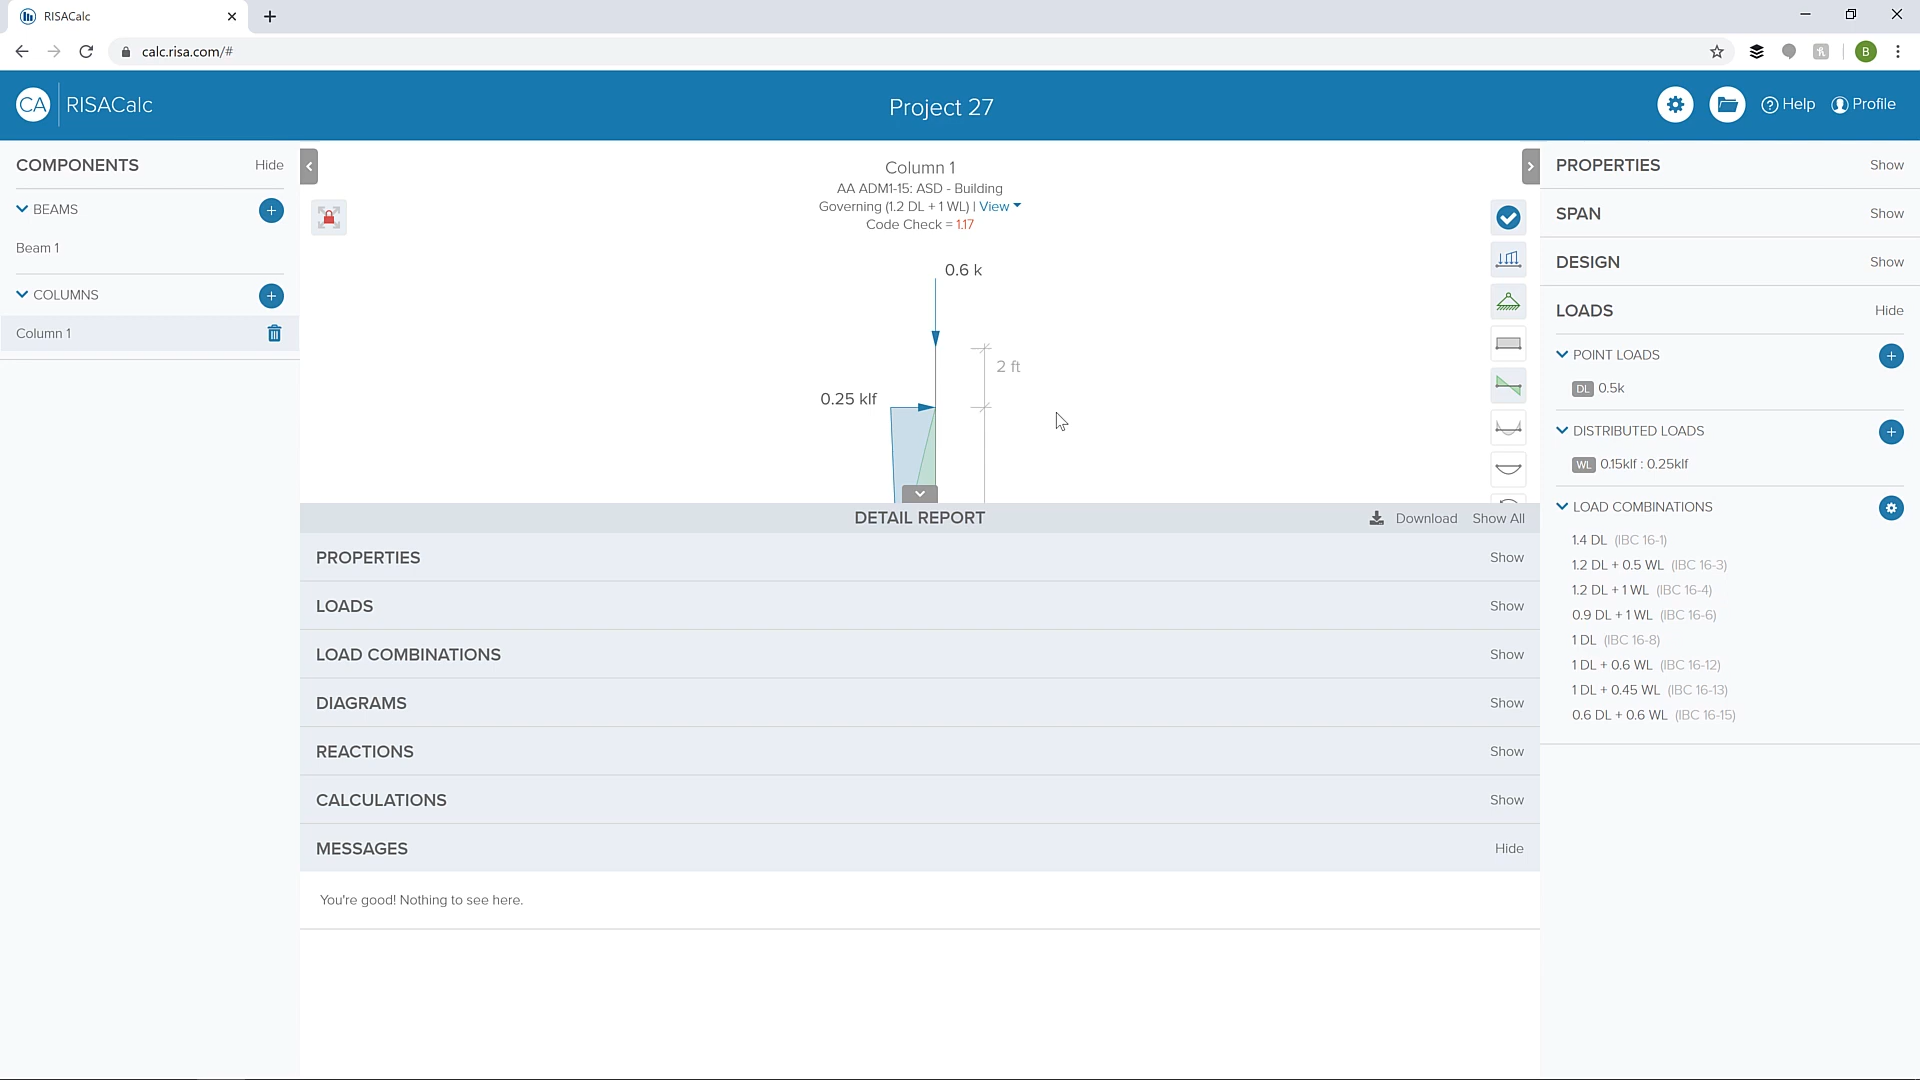 RISACalc
calc.risa.com/#
B
CA RISACalc
Project 27
Help
Profile
COMPONENTS
Hide
BEAMS
Beam 1
COLUMNS
Column 1
Column 1
AA ADM1-15: ASD - Building
Governing (1.2 DL + 1 WL) | View
Code Check = 1.17
0.6 k
2 ft
0.25 klf
DETAIL REPORT
Download
Show All
PROPERTIES
Show
LOADS
Show
LOAD COMBINATIONS
Show
DIAGRAMS
Show
REACTIONS
Show
CALCULATIONS
Show
MESSAGES
Hide
You're good! Nothing to see here.
PROPERTIES
Show
SPAN
Show
DESIGN
Show
LOADS
Hide
POINT LOADS
DL 0.5k
DISTRIBUTED LOADS
WL 0.15klf : 0.25klf
LOAD COMBINATIONS
1.4 DL (IBC 16-1)
1.2 DL + 0.5 WL (IBC 16-3)
1.2 DL + 1 WL (IBC 16-4)
0.9 DL + 1 WL (IBC 16-6)
1 DL (IBC 16-8)
1 DL + 0.6 WL (IBC 16-12)
1 DL + 0.45 WL (IBC 16-13)
0.6 DL + 0.6 WL (IBC 16-15)